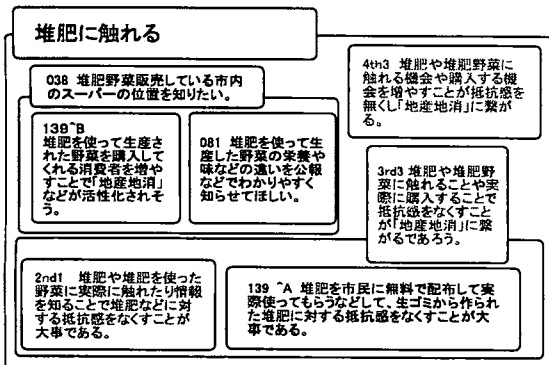 堆肥に触れる
038 堆肥野菜販売している市内
のスーパーの位置を知りたい。
139^B
堆肥を使って生産
された野菜を購入して
くれる消費者を増や
すことで「地産地消」
などが活性化されそ
う。
081 堆肥を使って生
産した野菜の栄養や
味などの違いを公報
などでわかりやすく
知らせてほしい。
4th3 堆肥や堆肥野菜に
触れる機会や購入する機
会を増やすことが抵抗感を
無くし「地産地消」に繋が
る。
3rd3 堆肥や堆肥野
菜に触れることや実
際に購入することで
抵抗感をなくすこと
が「地産地消」に繋
がるであろう。
2nd1 堆肥や堆肥を使った
野菜に実際に触れたり情報
を知ることで堆肥などに対
する抵抗感をなくすことが
大事である。
139 ^A 堆肥を市民に無料で配布して実
際使ってもらうなどして、生ゴミから作られ
た堆肥に対する抵抗感をなくすことが大
事である。